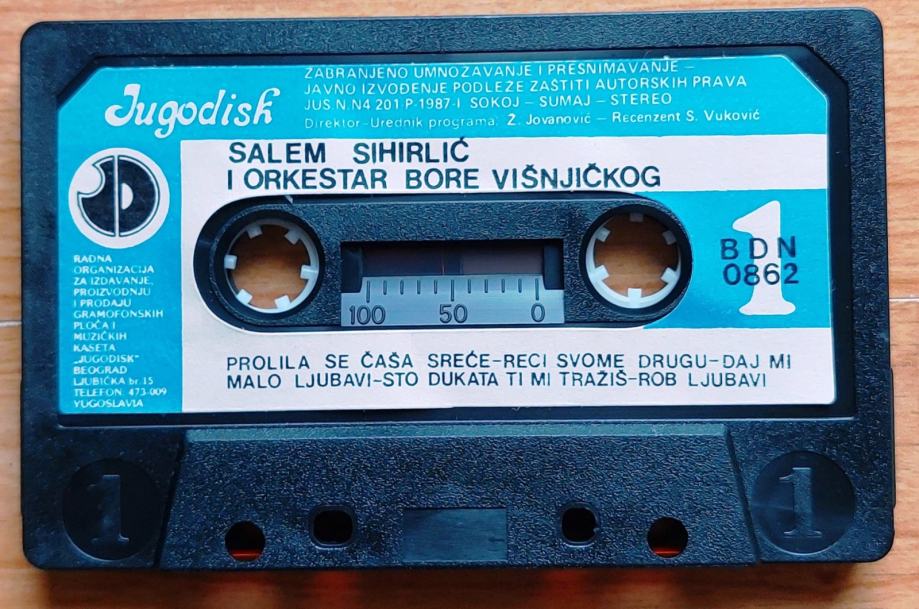 Jugodisk
ZABRANJENO UMNOZAVANJE I PRESNIMAVANJE –
JAVNO IZVOĐENJE PODLEZE ZAŠTITI AUTORSKIH PRAVA
JUS.N.N4 201 P-1987-I SOKOJ – SUMAJ – STEREO
Direktor-Urednik programa: Ž. Jovanović – Recenzent S. Vuković
SALEM SIHIRLIĆ
I ORKESTAR BORE VIŠNJIČKOG
1
BDN
0862
RADNA
ORGANIZACIJA
ZA IZDAVANJE,
PROIZVODNJU
I PRODAJU
GRAMOFONSKIH
PLOČA I
MUZIČKIH
KASETA
„JUGODISK"
BEOGRAD
LJUBIČKA br. 15
TELEFON: 473-009
YUGOSLAVIA
100 50 0
PROLILA SE ČAŠA SREĆE-RECI SVOME DRUGU-DAJ MI
MALO LJUBAVI-STO DUKATA TI MI TRAŽIŠ-ROB LJUBAVI
1 1